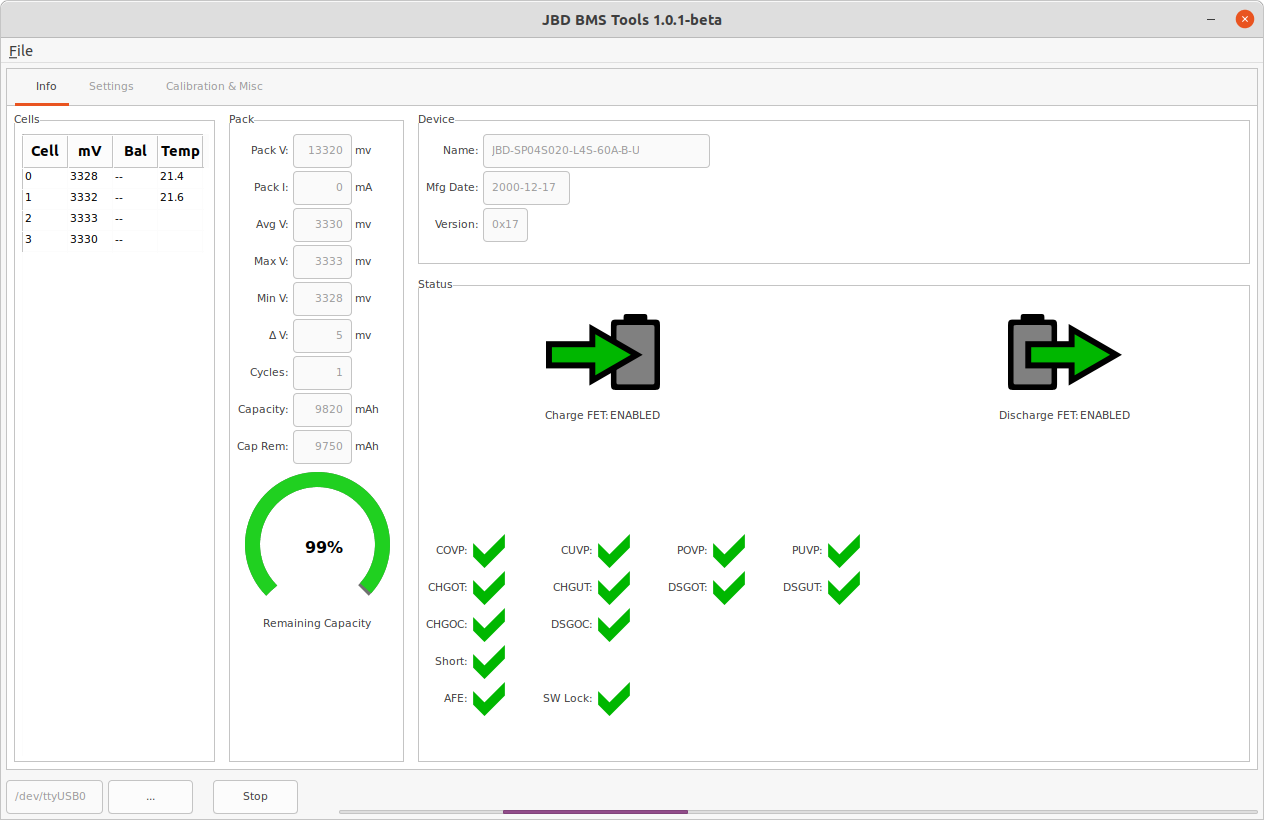 JBD BMS Tools 1.0.1-beta
File
Info Settings Calibration & Misc
Cells
Cell mV Bal Temp
0 3328 -- 21.4
1 3332 -- 21.6
2 3333 --
3 3330 --
Pack
Pack V: 13320 mv
Pack I: 0 mA
Avg V: 3330 mv
Max V: 3333 mv
Min V: 3328 mv
Δ V: 5 mv
Cycles: 1
Capacity: 9820 mAh
Cap Rem: 9750 mAh
99%
Remaining Capacity
Device
Name: JBD-SP04S020-L4S-60A-B-U
Mfg Date: 2000-12-17
Version: 0x17
Status
Charge FET: ENABLED Discharge FET: ENABLED
COVP: CUVP: POVP: PUVP:
CHGOT: CHGUT: DSGOT: DSGUT:
CHGOC: DSGOC:
Short:
AFE: SW Lock:
/dev/ttyUSB0 ... Stop